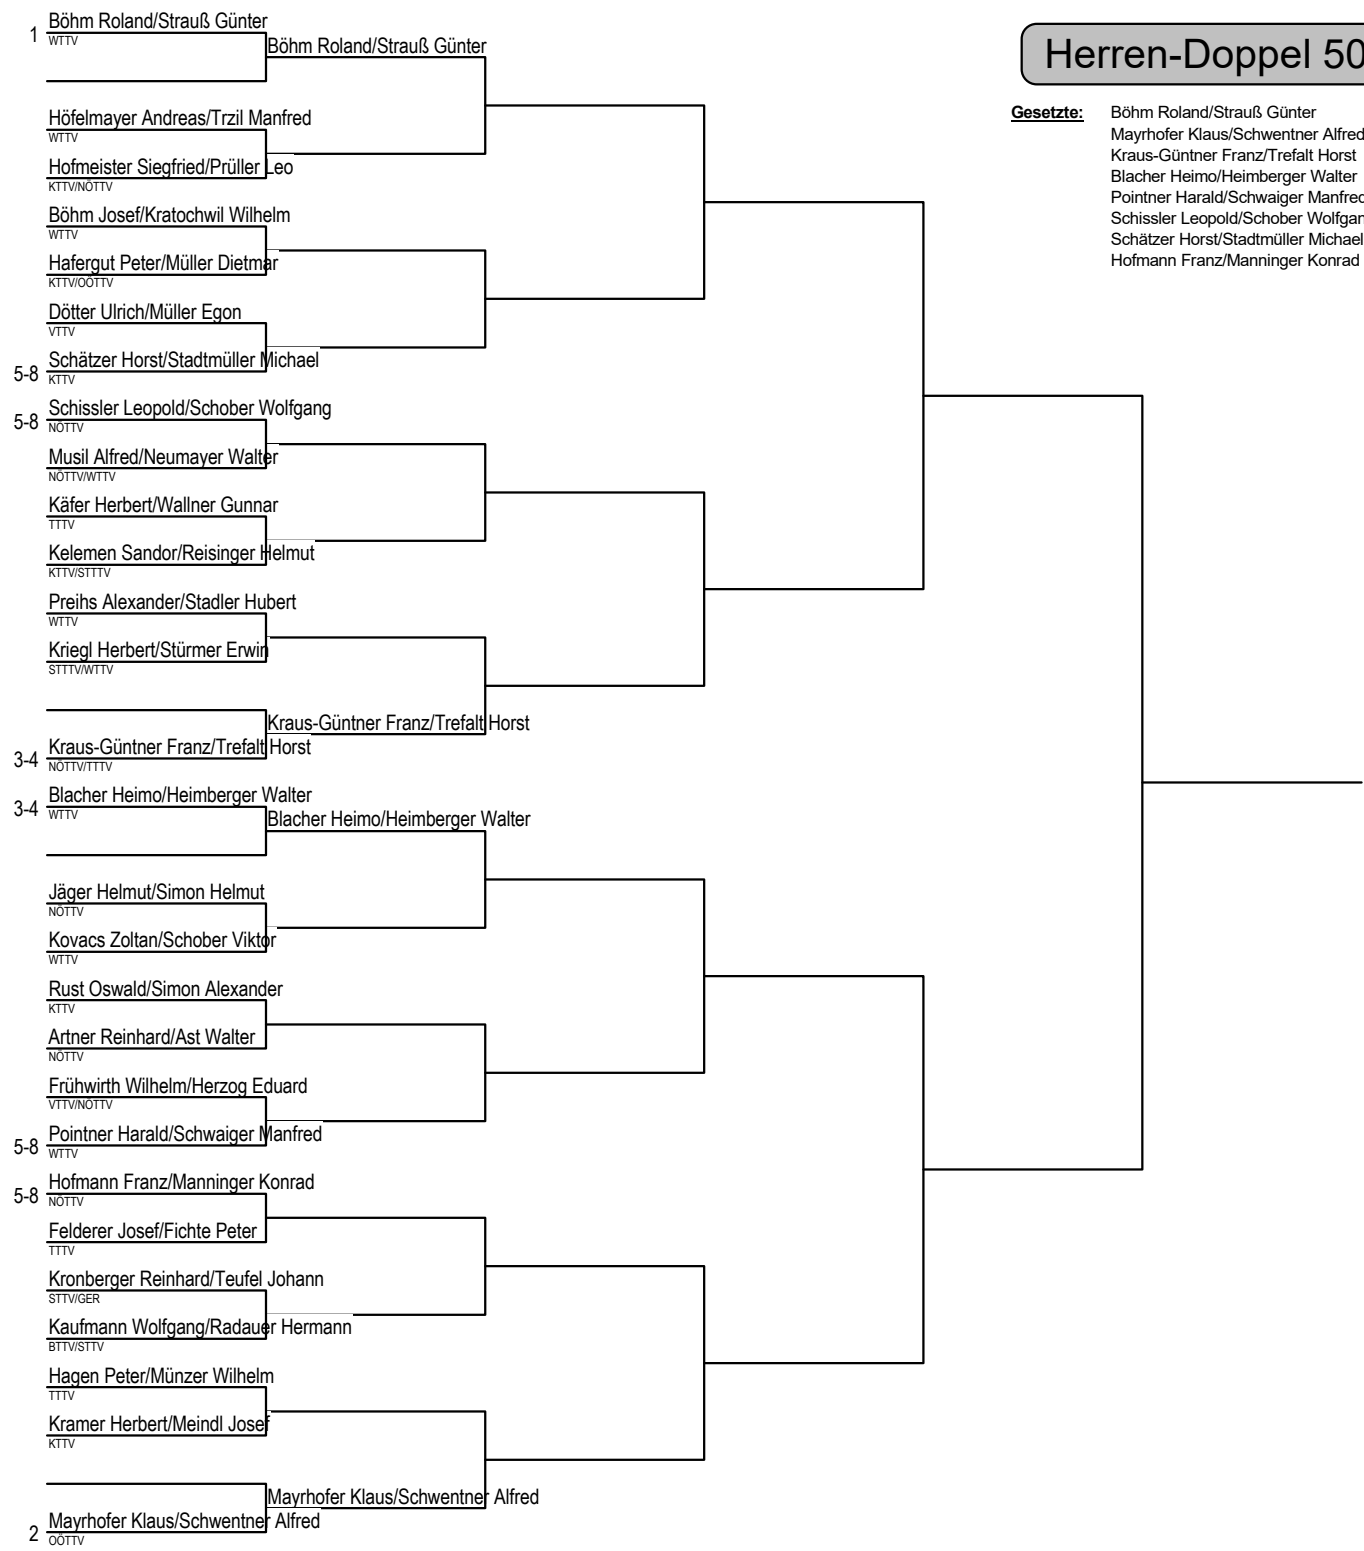 Herren-Doppel 50
Gesetzte: Böhm Roland/Strauß Günter
Mayrhofer Klaus/Schwentner Alfred
Kraus-Güntner Franz/Trefalt Horst
Blacher Heimo/Heimberger Walter
Pointner Harald/Schwaiger Manfred
Schissler Leopold/Schober Wolfgan
Schätzer Horst/Stadtmüller Michael
Hofmann Franz/Manninger Konrad
1 Böhm Roland/Strauß Günter
WTTV
Böhm Roland/Strauß Günter
Höfelmayer Andreas/Trzil Manfred
WTTV
Hofmeister Siegfried/Prüller Leo
KTTV/NÖTTV
Böhm Josef/Kratochwil Wilhelm
WTTV
Hafergut Peter/Müller Dietmar
KTTV/OÖTTV
Dötter Ulrich/Müller Egon
VTTV
5-8 Schätzer Horst/Stadtmüller Michael
KTTV
5-8 Schissler Leopold/Schober Wolfgang
NÖTTV
Musil Alfred/Neumayer Walter
NÖTTV/WTTV
Käfer Herbert/Wallner Gunnar
TTTV
Kelemen Sandor/Reisinger Helmut
KTTV/STTTV
Preihs Alexander/Stadler Hubert
WTTV
Kriegl Herbert/Stürmer Erwin
STTTV/WTTV
Kraus-Güntner Franz/Trefalt Horst
3-4 Kraus-Güntner Franz/Trefalt Horst
NÖTTV/TTTV
3-4 Blacher Heimo/Heimberger Walter
WTTV
Blacher Heimo/Heimberger Walter
Jäger Helmut/Simon Helmut
NÖTTV
Kovacs Zoltan/Schober Viktor
WTTV
Rust Oswald/Simon Alexander
KTTV
Artner Reinhard/Ast Walter
NÖTTV
Frühwirth Wilhelm/Herzog Eduard
VTTV/NÖTTV
5-8 Pointner Harald/Schwaiger Manfred
WTTV
5-8 Hofmann Franz/Manninger Konrad
NÖTTV
Felderer Josef/Fichte Peter
TTTV
Kronberger Reinhard/Teufel Johann
STTV/GER
Kaufmann Wolfgang/Radauer Hermann
BTTV/STTV
Hagen Peter/Münzer Wilhelm
TTTV
Kramer Herbert/Meindl Josef
KTTV
Mayrhofer Klaus/Schwentner Alfred
2 Mayrhofer Klaus/Schwentner Alfred
OÖTTV